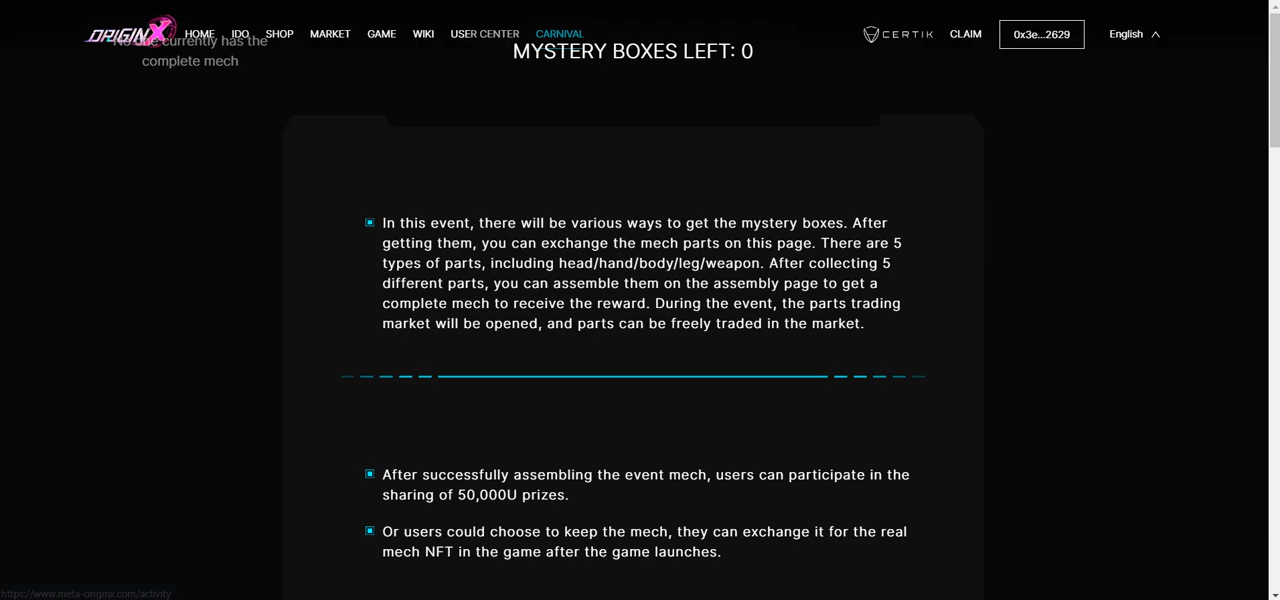 ORIGINX HOME IDO SHOP MARKET GAME WIKI USER CENTER CARNIVAL CERTIK CLAIM 0x3e...2629 English
No one currently has the
complete mech
MYSTERY BOXES LEFT: 0
In this event, there will be various ways to get the mystery boxes. After
getting them, you can exchange the mech parts on this page. There are 5
types of parts, including head/hand/body/leg/weapon. After collecting 5
different parts, you can assemble them on the assembly page to get a
complete mech to receive the reward. During the event, the parts trading
market will be opened, and parts can be freely traded in the market.
After successfully assembling the event mech, users can participate in the
sharing of 50,000U prizes.
Or users could choose to keep the mech, they can exchange it for the real
mech NFT in the game after the game launches.
https://www.meta-originx.com/activity